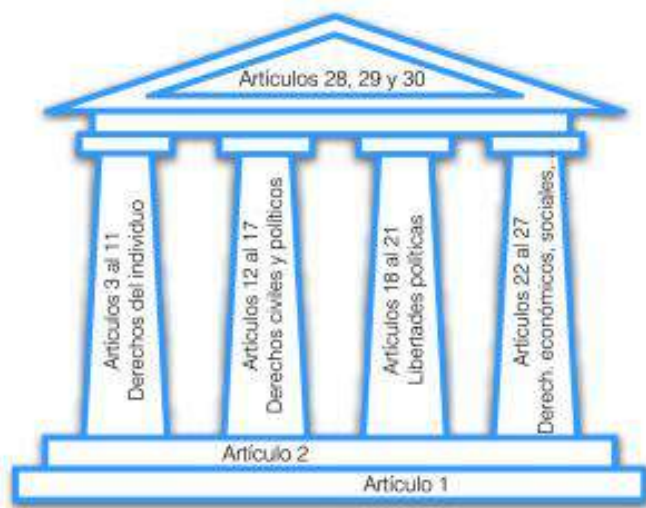 Artículos 28, 29 y 30
Artículos 3 al 11
Derechos del individuo
Artículos 12 al 17
Derechos civiles y políticos
Artículos 18 al 21
Libertades políticas
Artículos 22 al 27
Derech. económicos, sociales,...
Artículo 2
Artículo 1